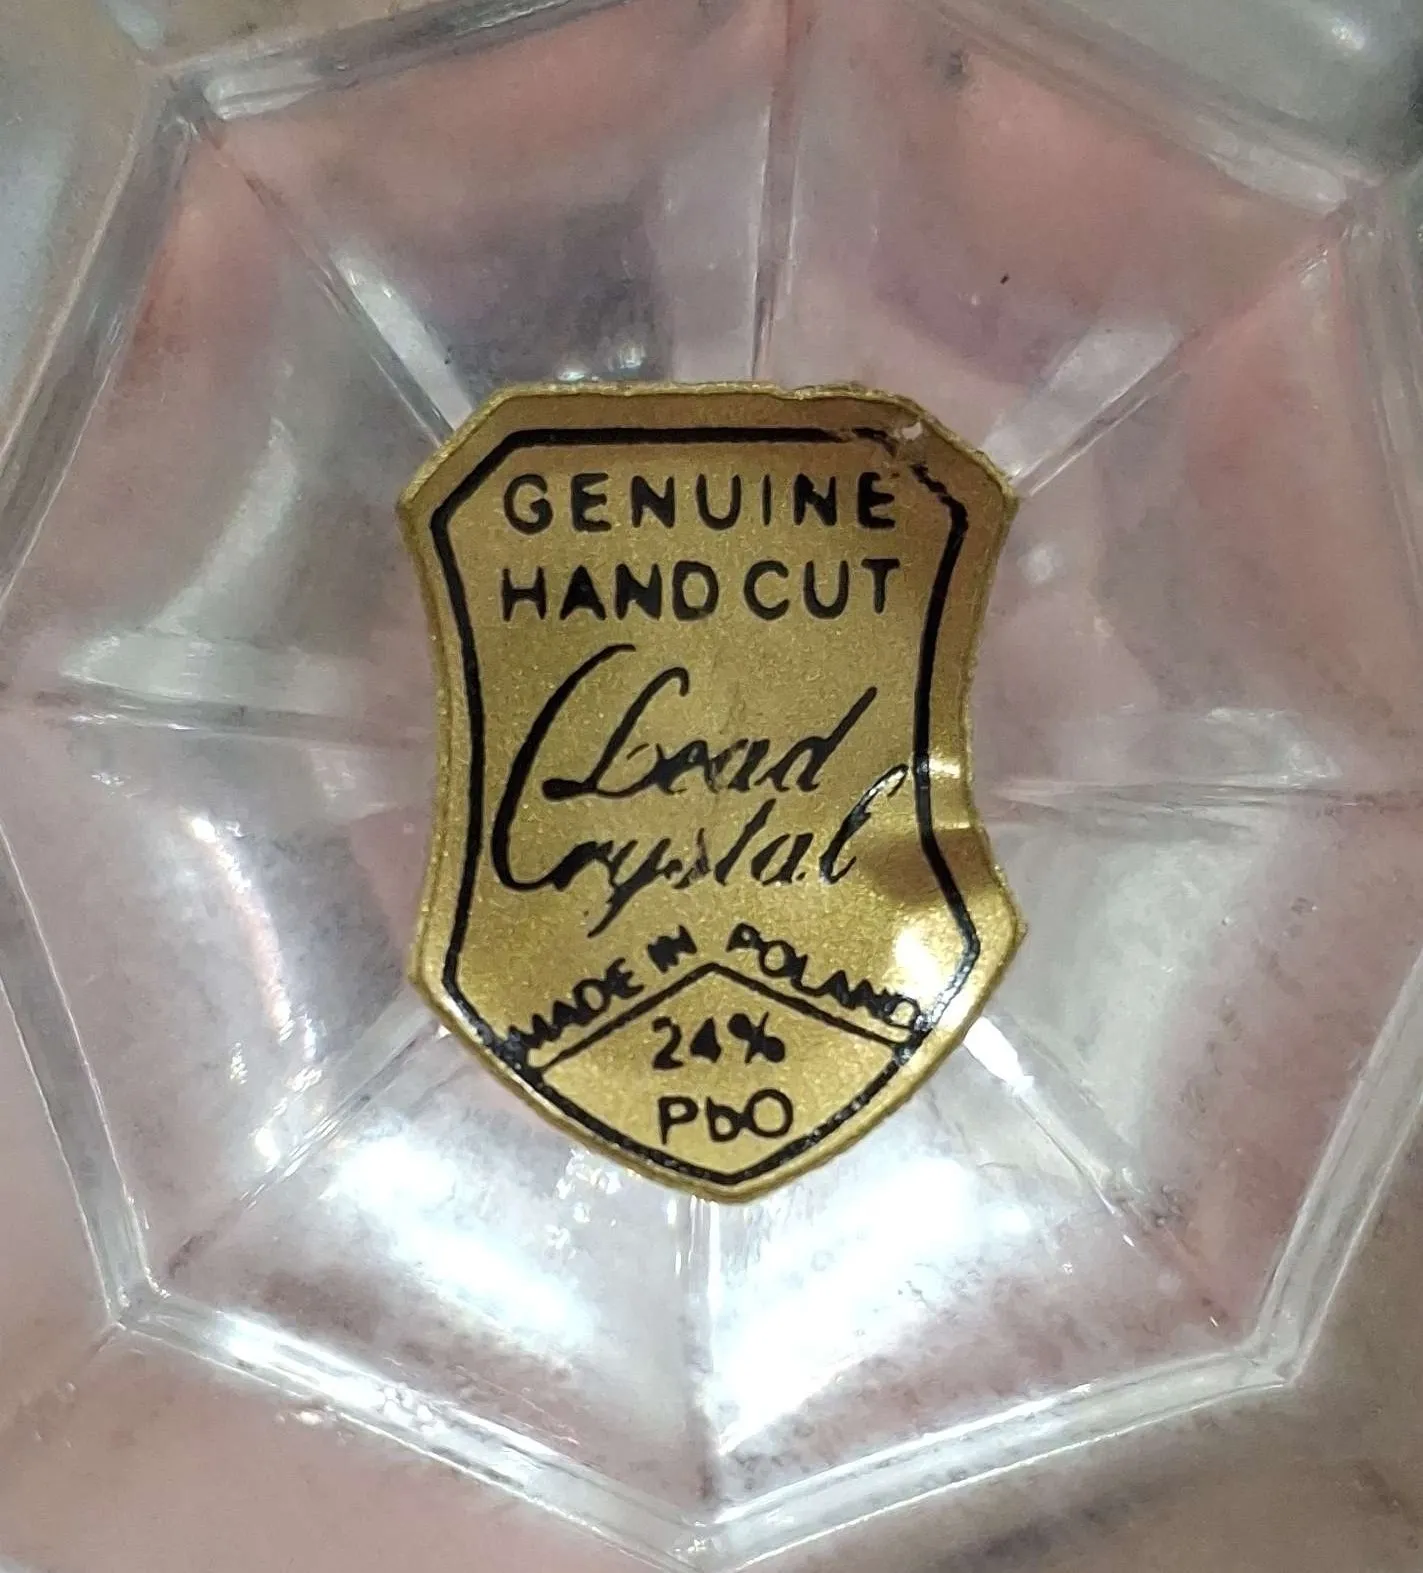 GENUINE
HAND CUT
Lead
Crystal
MADE IN POLAND
24%
PbO